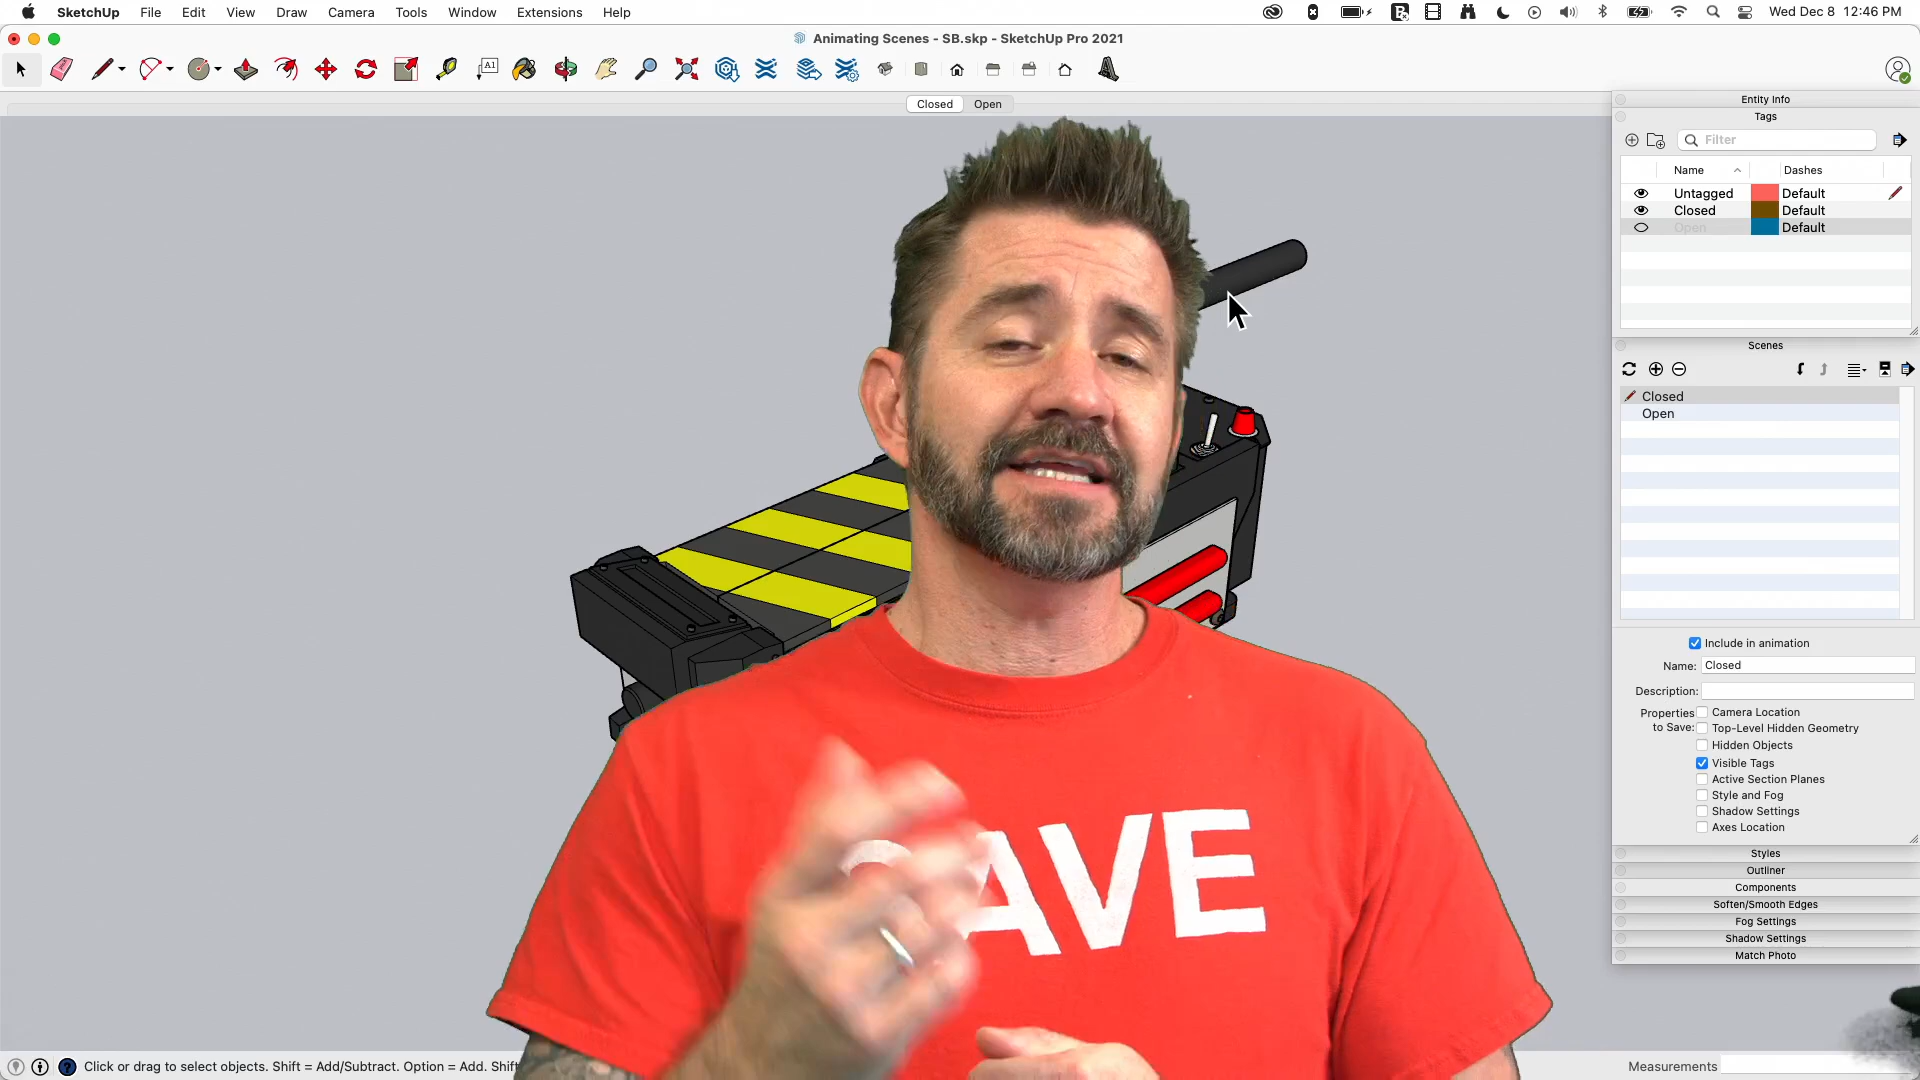 SketchUp File Edit View Draw Camera Tools Window Extensions Help Wed Dec 8 12:46 PM
Animating Scenes - SB.skp - SketchUp Pro 2021
A1
Closed Open
Entity Info
Tags
Filter
Name Dashes
Untagged Default
Closed Default
Open Default
Scenes
Closed
Open
Include in animation
Name: Closed
Description:
Properties to Save:
Camera Location
Top-Level Hidden Geometry
Hidden Objects
Visible Tags
Active Section Planes
Style and Fog
Shadow Settings
Axes Location
Styles
Outliner
Components
Soften/Smooth Edges
Fog Settings
Shadow Settings
Match Photo
AVE
Click or drag to select objects. Shift = Add/Subtract. Option = Add. Shift
Measurements